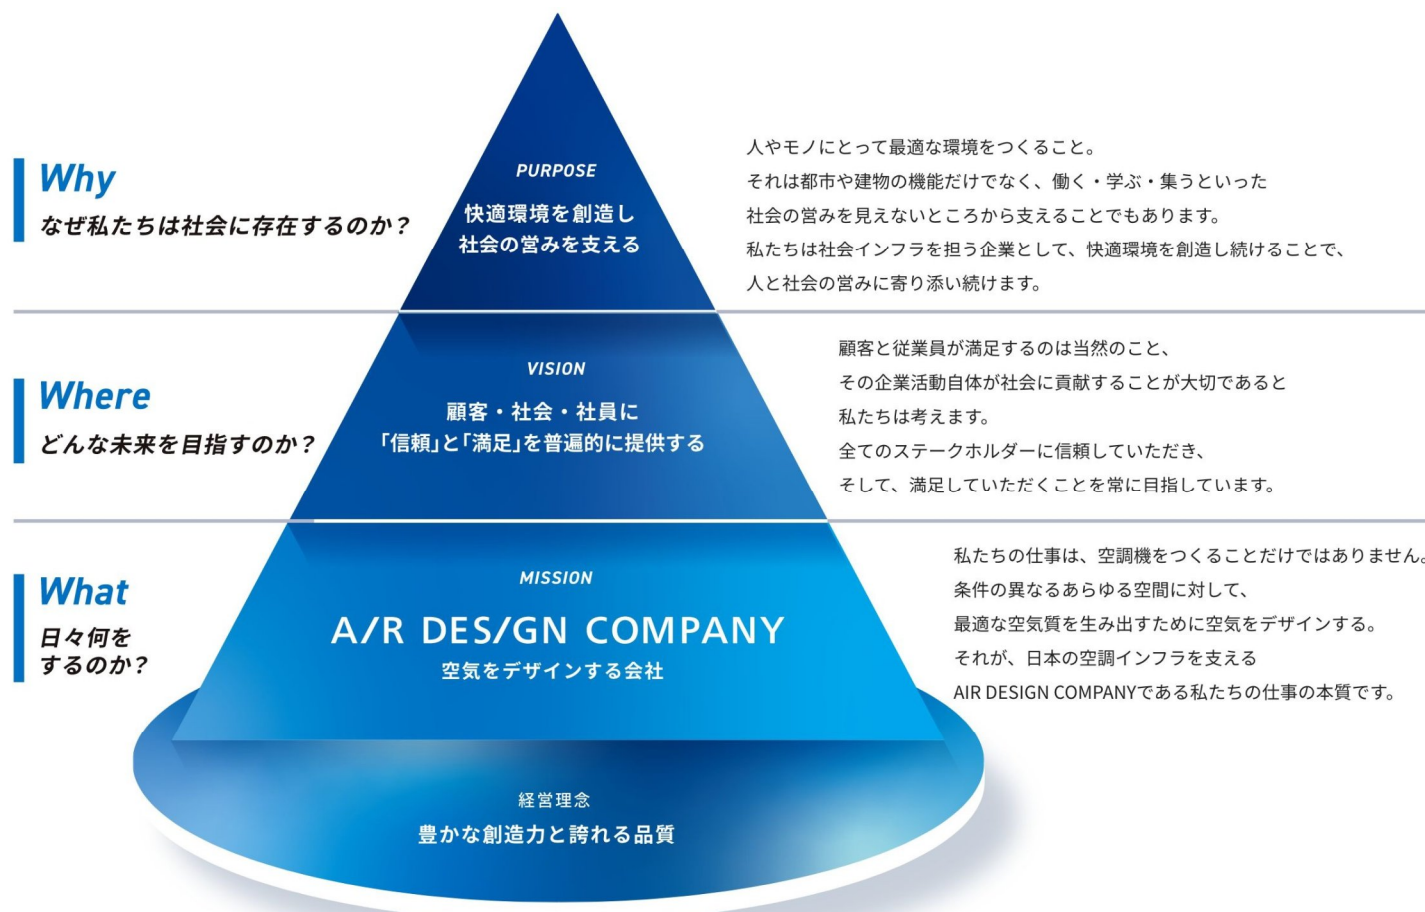 Why
なぜ私たちは社会に存在するのか？
PURPOSE
快適環境を創造し
社会の営みを支える
人やモノにとって最適な環境をつくること。
それは都市や建物の機能だけでなく、働く・学ぶ・集うといった
社会の営みを見えないところから支えることでもあります。
私たちは社会インフラを担う企業として、快適環境を創造し続けることで、
人と社会の営みに寄り添い続けます。
Where
どんな未来を目指すのか？
VISION
顧客・社会・社員に
「信頼」と「満足」を普遍的に提供する
顧客と従業員が満足するのは当然のこと、
その企業活動自体が社会に貢献することが大切であると
私たちは考えます。
全てのステークホルダーに信頼していただき、
そして、満足していただくことを常に目指しています。
What
日々何を
するのか？
MISSION
A/R DES/GN COMPANY
空気をデザインする会社
私たちの仕事は、空調機をつくることだけではありません。
条件の異なるあらゆる空間に対して、
最適な空気質を生み出すために空気をデザインする。
それが、日本の空調インフラを支える
AIR DESIGN COMPANYである私たちの仕事の本質です。
経営理念
豊かな創造力と誇れる品質